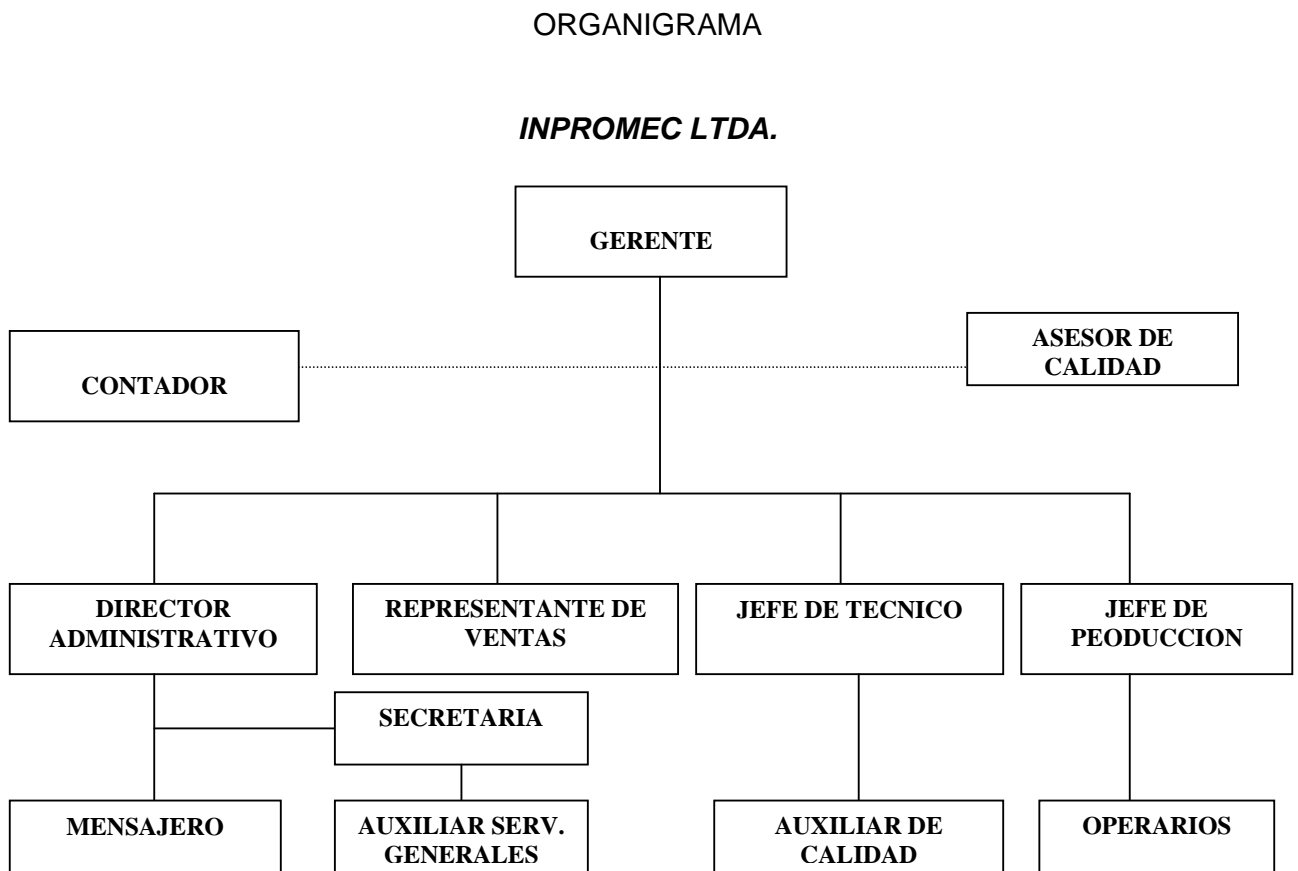 ORGANIGRAMA
INPROMEC LTDA.
GERENTE
CONTADOR
ASESOR DE
CALIDAD
DIRECTOR
ADMINISTRATIVO
REPRESENTANTE DE
VENTAS
JEFE DE TECNICO
JEFE DE
PEODUCCION
SECRETARIA
MENSAJERO
AUXILIAR SERV.
GENERALES
AUXILIAR DE
CALIDAD
OPERARIOS